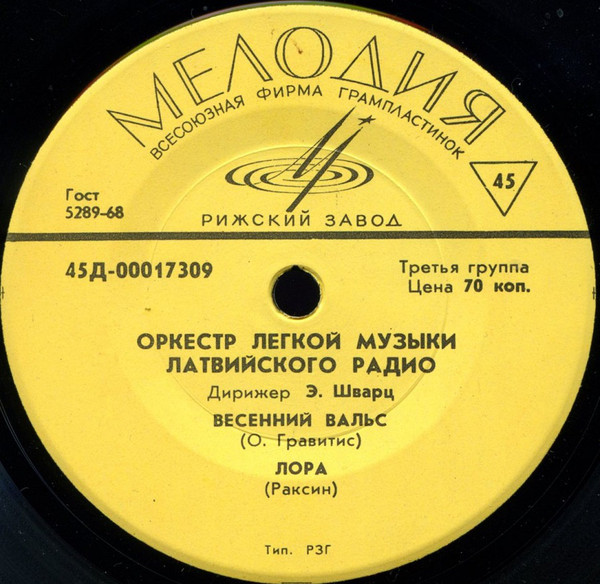 МЕЛОДИЯ
ВСЕСОЮЗНАЯ ФИРМА ГРАМПЛАСТИНОК
45
Гост
5289-68
РИЖСКИЙ ЗАВОД
45Д-00017309
Третья группа
Цена 70 коп.
ОРКЕСТР ЛЕГКОЙ МУЗЫКИ
ЛАТВИЙСКОГО РАДИО
Дирижер Э. Шварц
ВЕСЕННИЙ ВАЛЬС
(О. Гравитис)
ЛОРА
(Раксин)
Тип. РЗГ